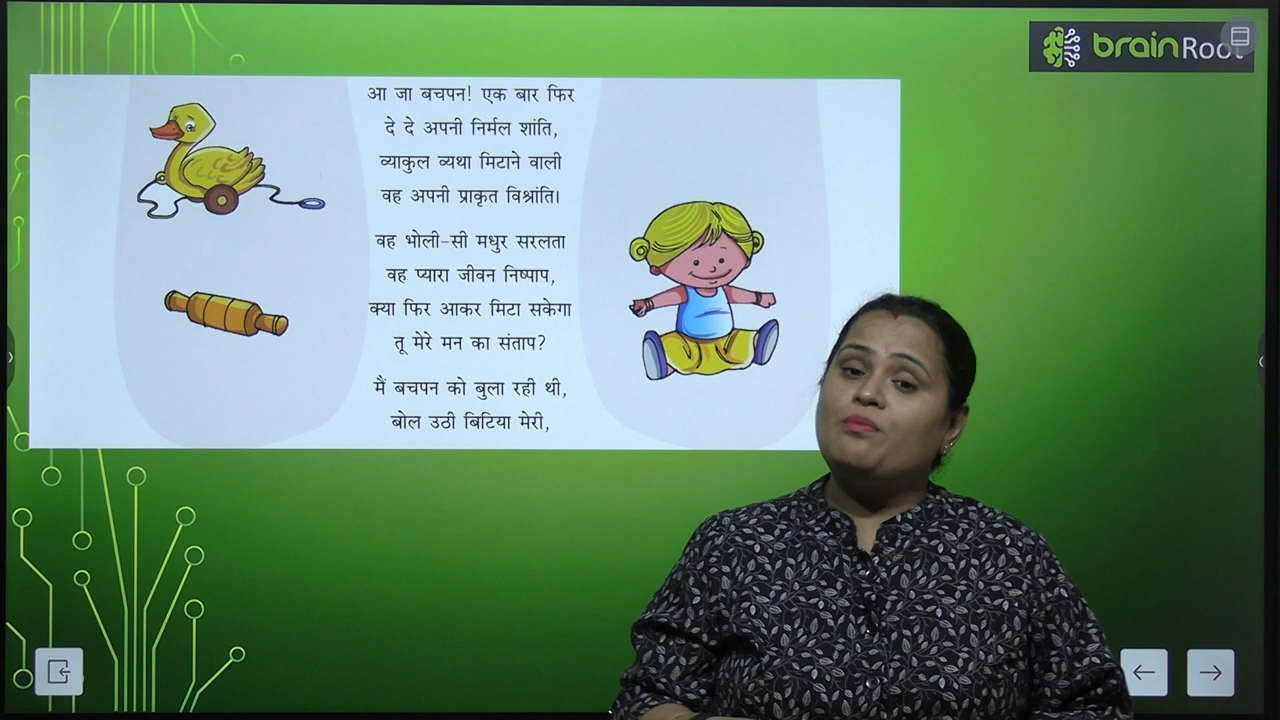 brainRoot
आ जा बचपन! एक बार फिर
दे दे अपनी निर्मल शांति,
व्याकुल व्यथा मिटाने वाली
वह अपनी प्राकृत विश्रांति।
वह भोली-सी मधुर सरलता
वह प्यारा जीवन निष्पाप,
क्या फिर आकर मिटा सकेगा
तू मेरे मन का संताप?
मैं बचपन को बुला रही थी,
बोल उठी बिटिया मेरी,